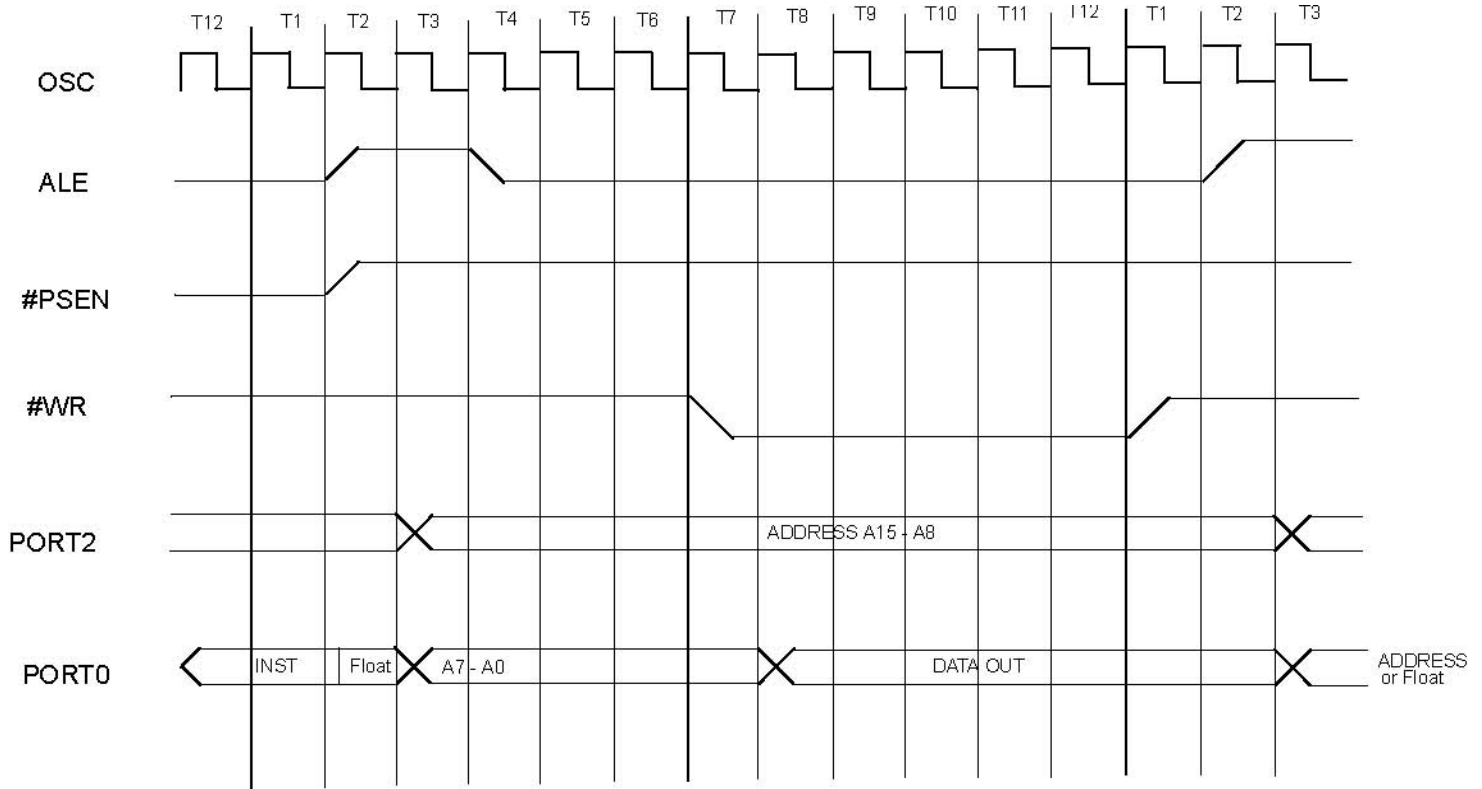 T12 T1 T2 T3 T4 T5 T6 T7 T8 T9 T10 T11 T12 T1 T2 T3
OSC
ALE
#PSEN
#WR
PORT2 ADDRESS A15 - A8
PORT0 INST Float A7 - A0 DATA OUT ADDRESS
or Float